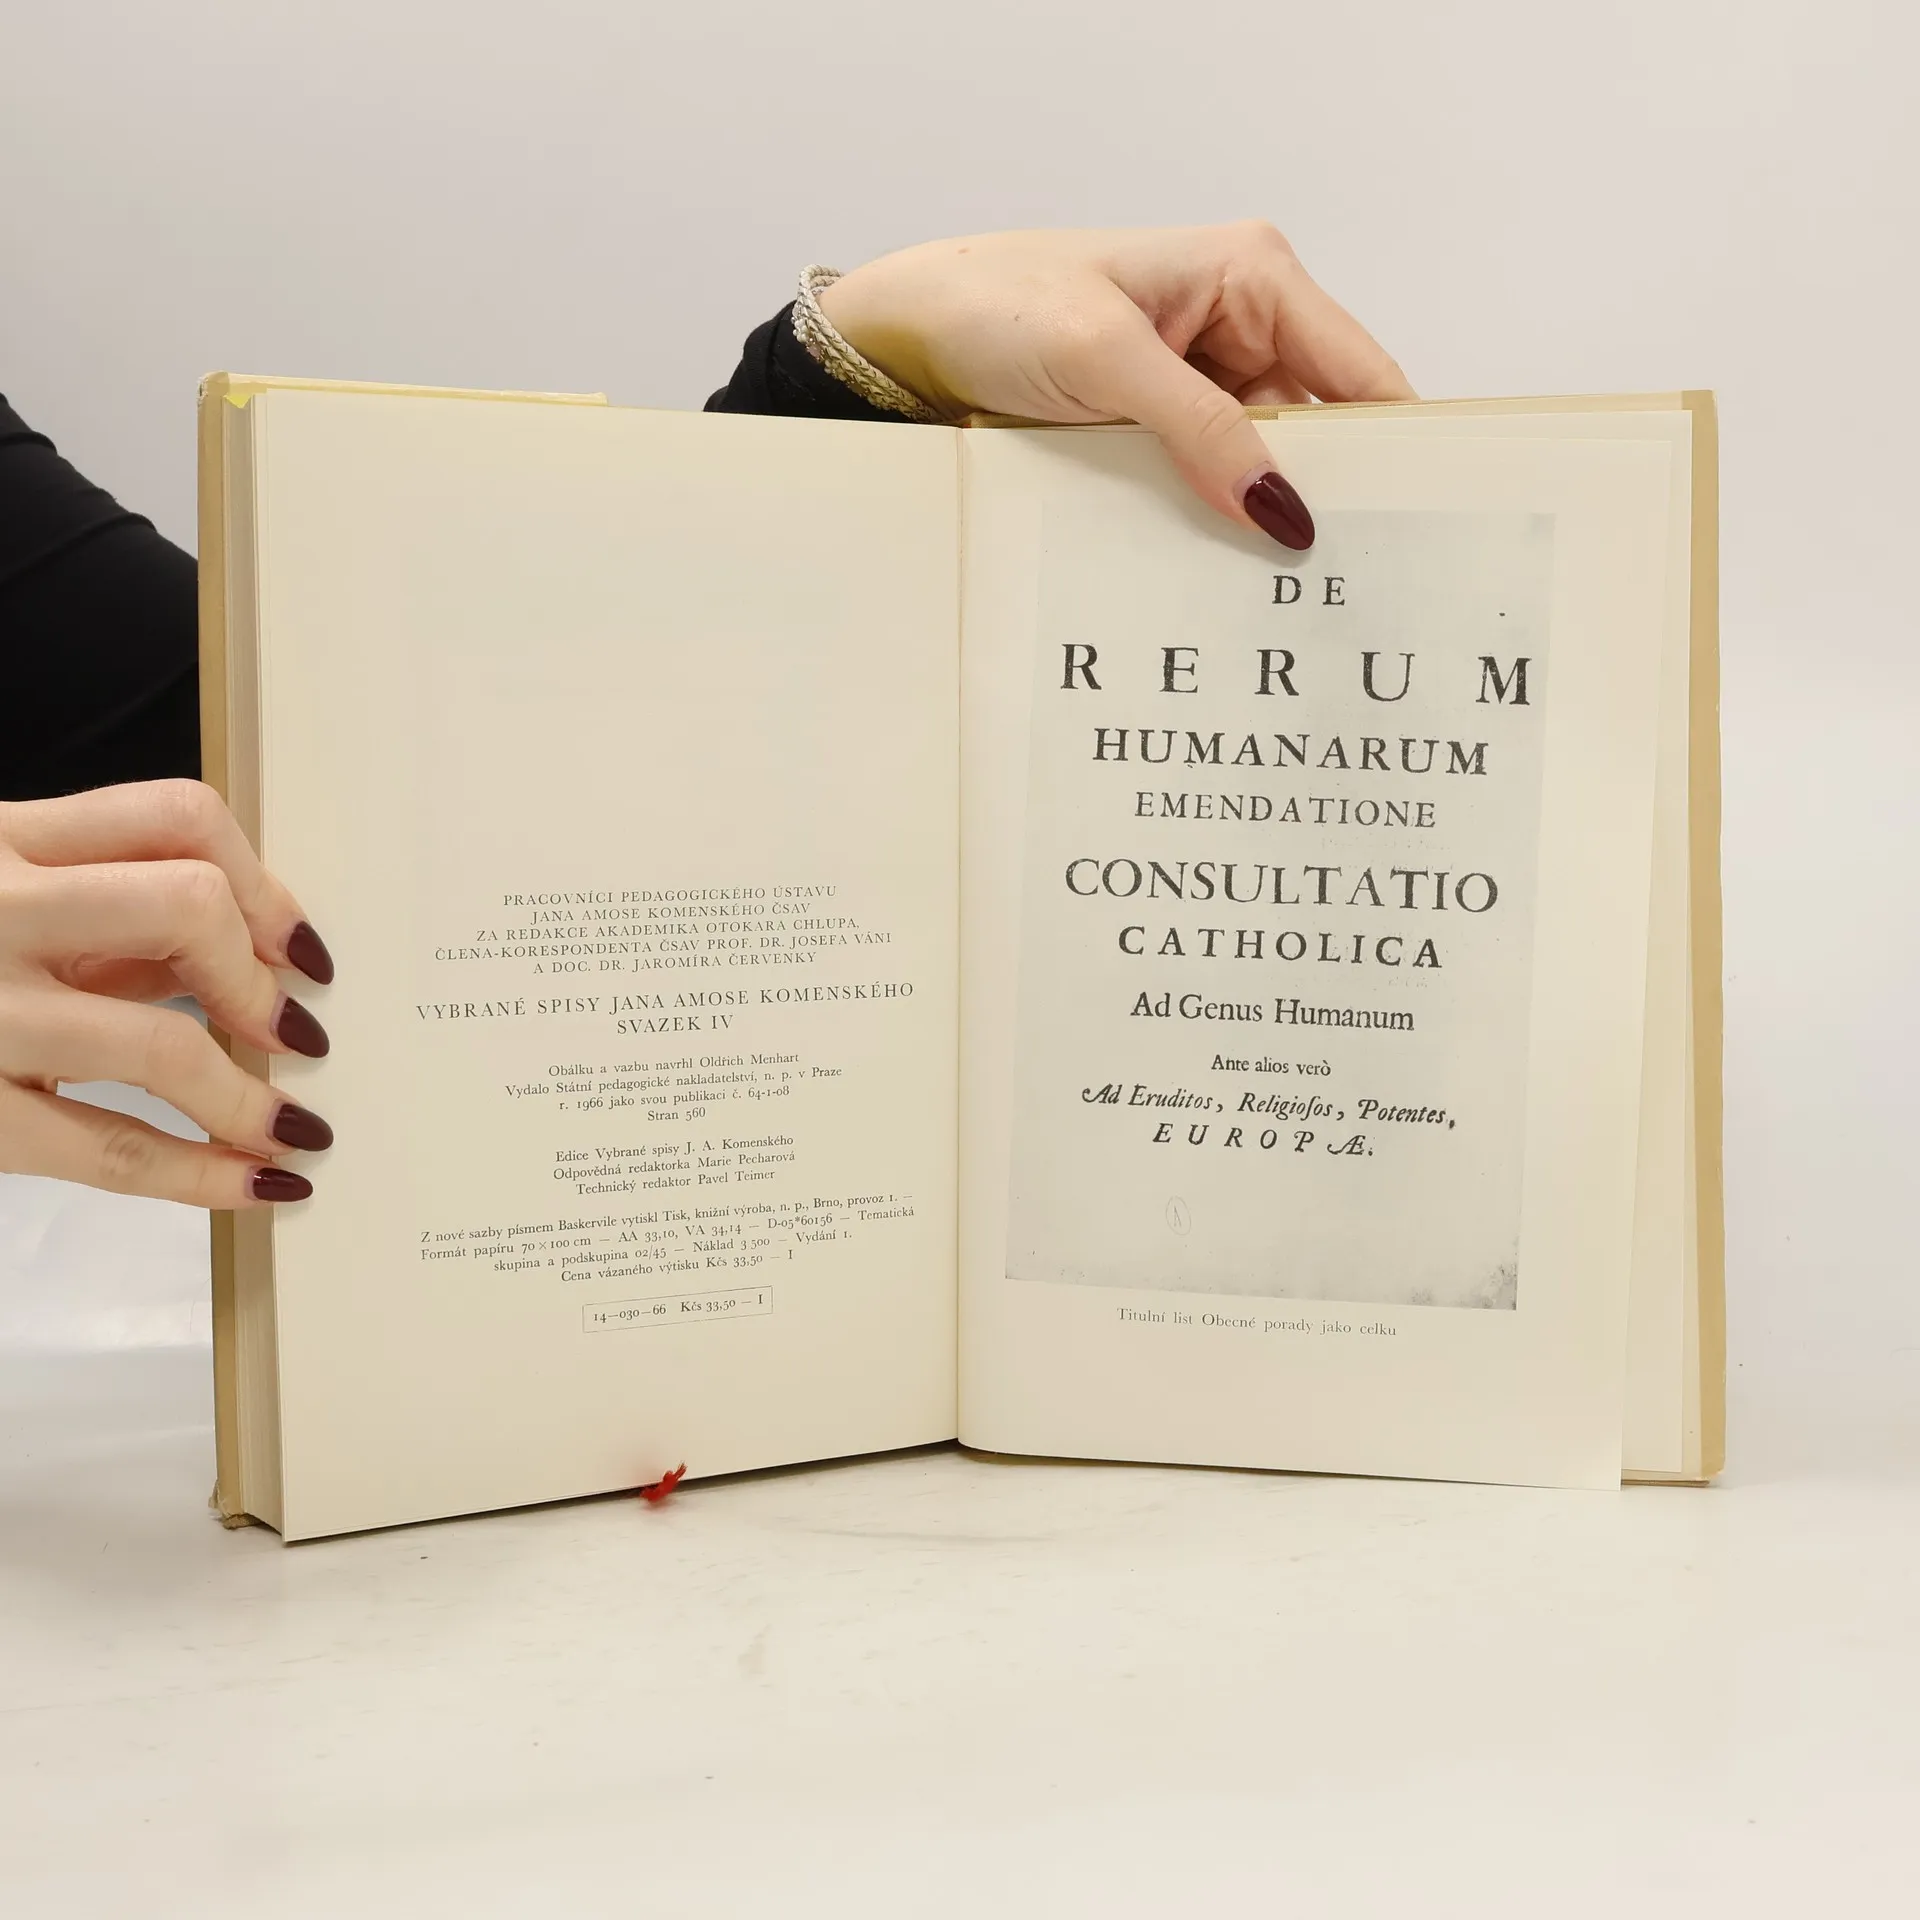 PRACOVNÍCI PEDAGOGICKÉHO ÚSTAVU
JANA AMOSE KOMENSKÉHO ČSAV
ZA REDAKCE AKADEMIKA OTOKARA CHLUPA,
ČLENA-KORESPONDENTA ČSAV PROF. DR. JOSEFA VÁNI
A DOC. DR. JAROMÍRA ČERVENKY
VYBRANÉ SPISY JANA AMOSE KOMENSKÉHO
SVAZEK IV
Obálku a vazbu navrhl Oldřich Menhart
Vydalo Státní pedagogické nakladatelství, n. p. v Praze
r. 1966 jako svou publikaci č. 64-1-08
Stran 560
Edice Vybrané spisy J. A. Komenského
Odpovědná redaktorka Marie Pecharová
Technický redaktor Pavel Teimer
Z nové sazby písmem Baskervile vytiskl Tisk, knižní výroba, n. p., Brno, provoz 1. —
Formát papíru 70 × 100 cm — AA 33,10, VA 34,14 — D-05*60156 — Tematická
skupina a podskupina 02/45 — Náklad 3 500 — Vydání 1.
Cena vázaného výtisku Kčs 33,50 — I
14—030—66 Kčs 33,50 — I
DE
RERUM
HUMANARUM
EMENDATIONE
CONSULTATIO
CATHOLICA
Ad Genus Humanum
Ante alios verò
Ad Eruditos, Religioſos, Potentes,
EUROPÆ.
A
Titulní list Obecné porady jako celku